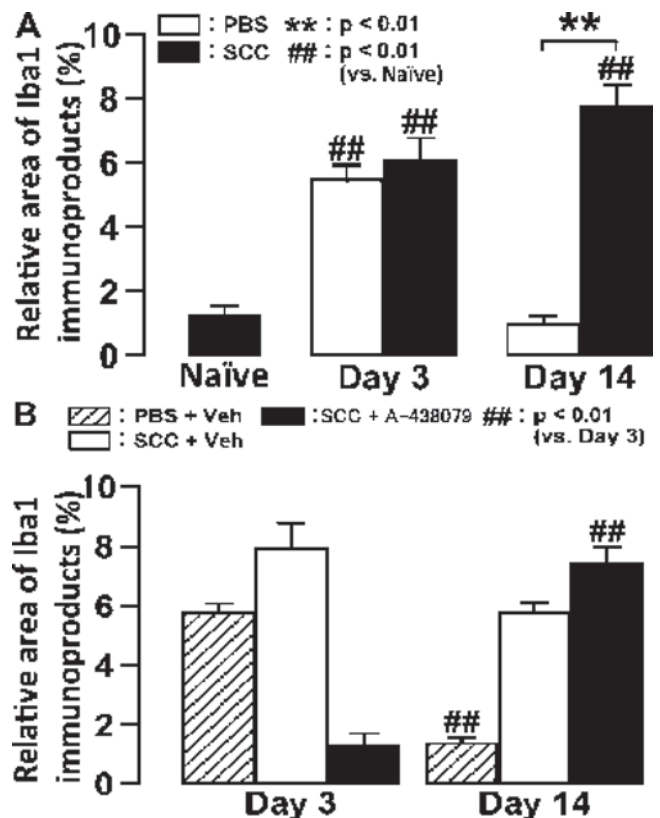 A
: PBS ** : p < 0.01
: SCC ## : p < 0.01
(vs. Naïve)
Relative area of Iba1
immunoproducts (%)
10
8
6
4
2
0
## ## ** ##
Naïve Day 3 Day 14
B
: PBS + Veh : SCC + A-438079 ## : p < 0.01
: SCC + Veh (vs. Day 3)
Relative area of Iba1
immunoproducts (%)
10
8
6
4
2
0
## ##
Day 3 Day 14